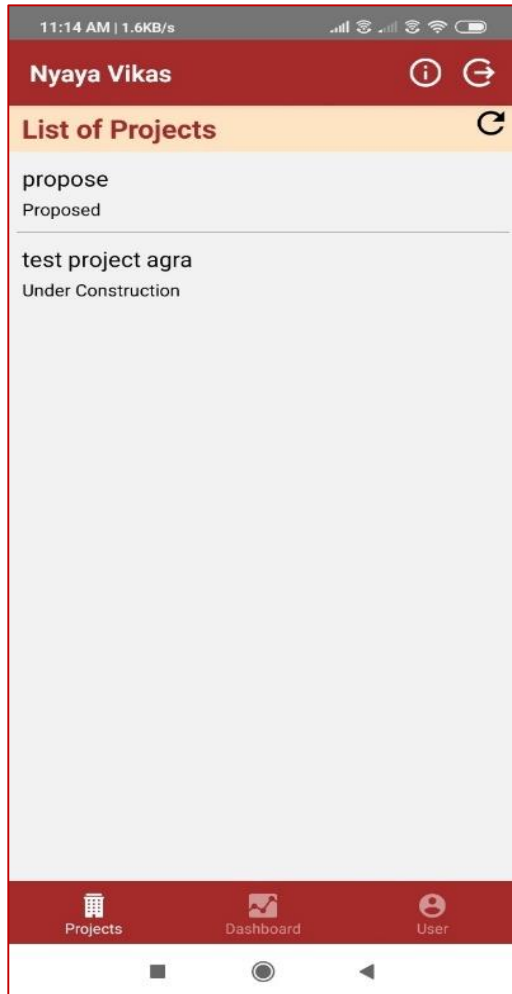 11:14 AM | 1.6KB/s
Nyaya Vikas
List of Projects
propose
Proposed
test project agra
Under Construction
Projects Dashboard User